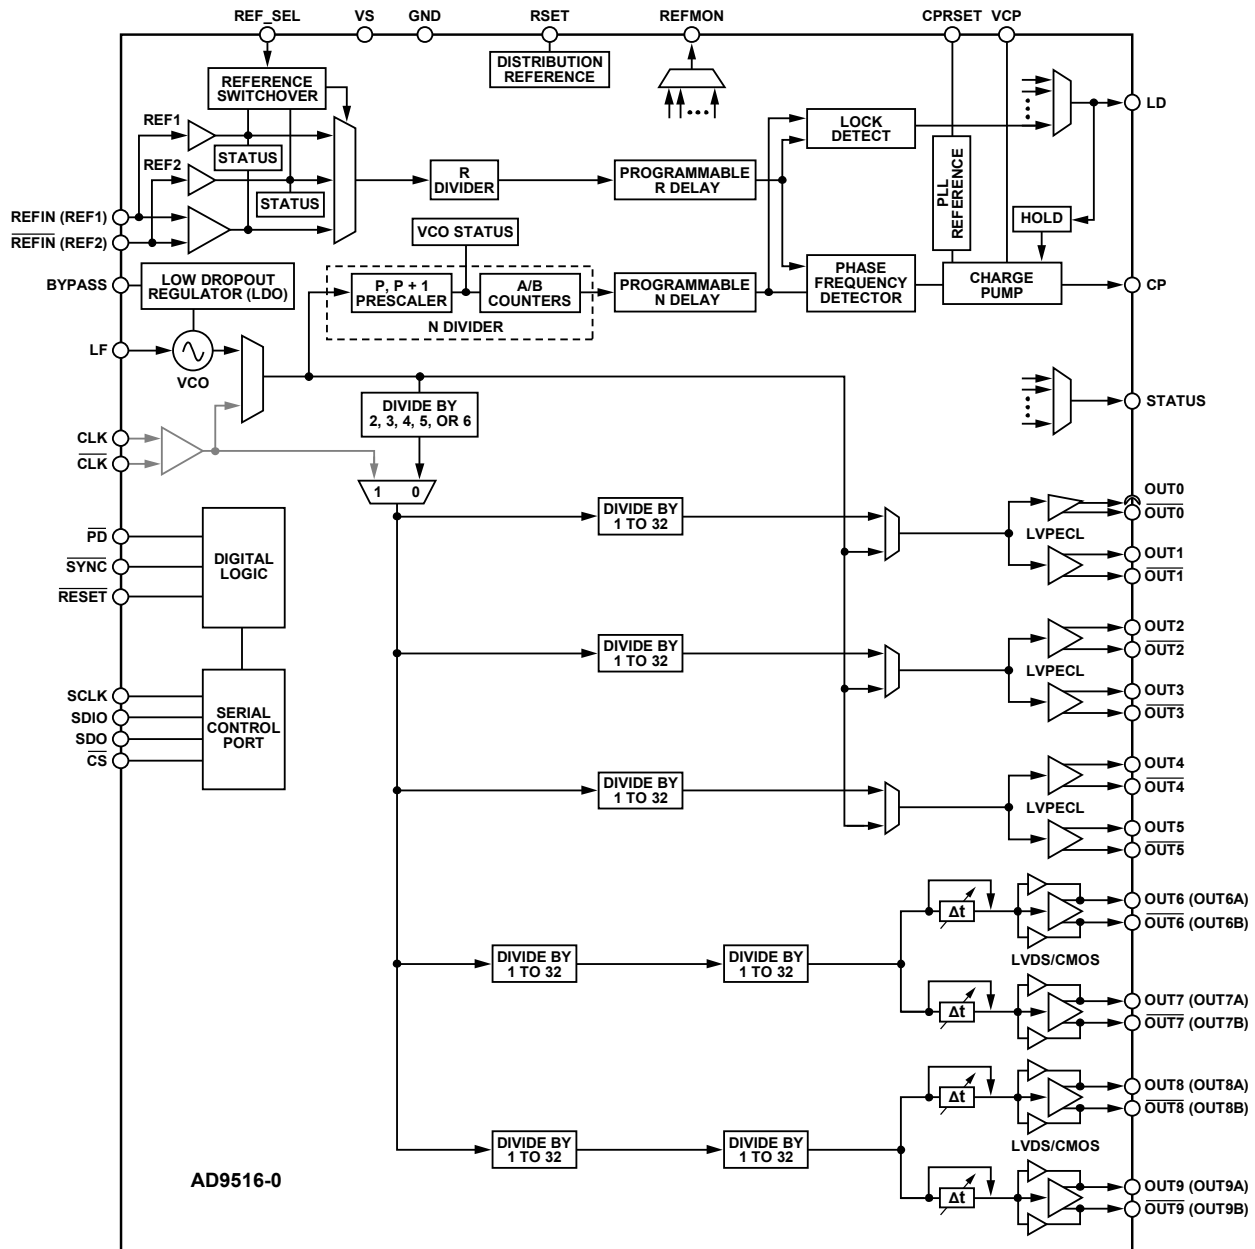 REF_SEL VS GND RSET REFMON CPRSET VCP
DISTRIBUTION
REFERENCE
REFERENCE
SWITCHOVER
LD
REF1
LOCK
DETECT
STATUS
REF2
R
DIVIDER
PROGRAMMABLE
R DELAY
PLL
REFERENCE
STATUS
HOLD
REFIN (REF1)
REFIN (REF2)
VCO STATUS
BYPASS
LOW DROPOUT
REGULATOR (LDO)
P, P + 1
PRESCALER
A/B
COUNTERS
PROGRAMMABLE
N DELAY
PHASE
FREQUENCY
DETECTOR
CHARGE
PUMP
CP
N DIVIDER
LF
VCO
DIVIDE BY
2, 3, 4, 5, OR 6
STATUS
CLK
CLK
1 0
OUT0
OUT0
DIVIDE BY
1 TO 32
LVPECL
PD
SYNC
RESET
DIGITAL
LOGIC
OUT1
OUT1
OUT2
OUT2
DIVIDE BY
1 TO 32
LVPECL
OUT3
OUT3
SCLK
SDIO
SDO
CS
SERIAL
CONTROL
PORT
OUT4
OUT4
DIVIDE BY
1 TO 32
LVPECL
OUT5
OUT5
Δt
OUT6 (OUT6A)
OUT6 (OUT6B)
DIVIDE BY
1 TO 32
DIVIDE BY
1 TO 32
LVDS/CMOS
Δt
OUT7 (OUT7A)
OUT7 (OUT7B)
Δt
OUT8 (OUT8A)
OUT8 (OUT8B)
DIVIDE BY
1 TO 32
DIVIDE BY
1 TO 32
LVDS/CMOS
AD9516-0
Δt
OUT9 (OUT9A)
OUT9 (OUT9B)